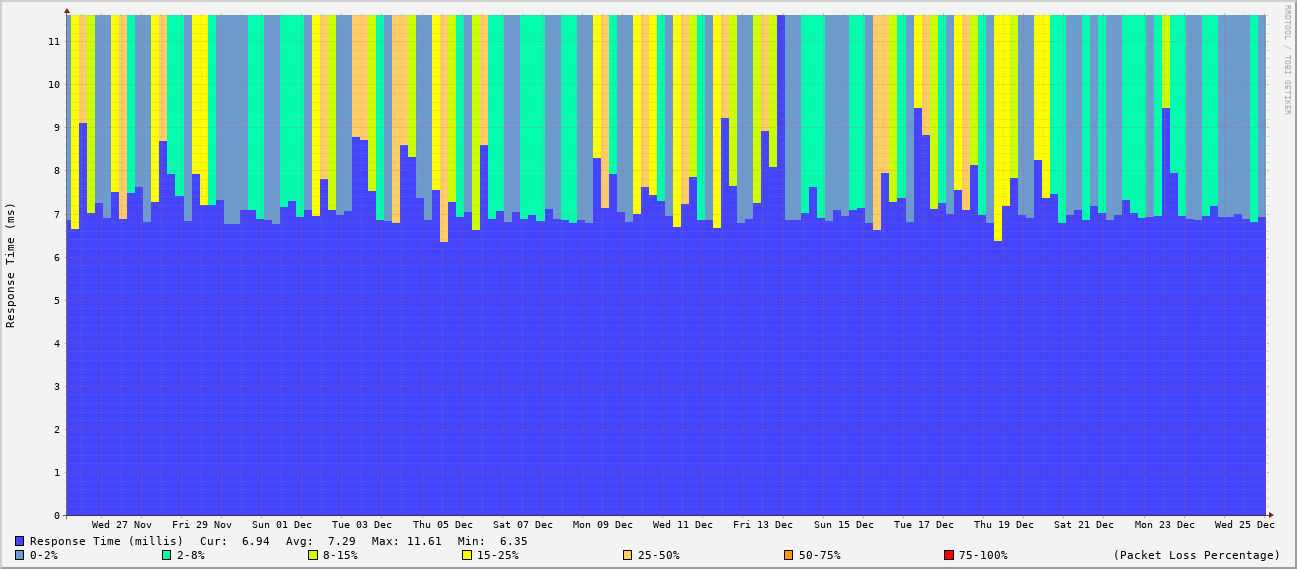 RRDTOOL / TOBI OETIKER
Response Time (ms)
11
10
9
8
7
6
5
4
3
2
1
0
Wed 27 Nov Fri 29 Nov Sun 01 Dec Tue 03 Dec Thu 05 Dec Sat 07 Dec Mon 09 Dec Wed 11 Dec Fri 13 Dec Sun 15 Dec Tue 17 Dec Thu 19 Dec Sat 21 Dec Mon 23 Dec Wed 25 Dec
Response Time (millis) Cur: 6.94 Avg: 7.29 Max: 11.61 Min: 6.35
0-2% 2-8% 8-15% 15-25% 25-50% 50-75% 75-100% (Packet Loss Percentage)